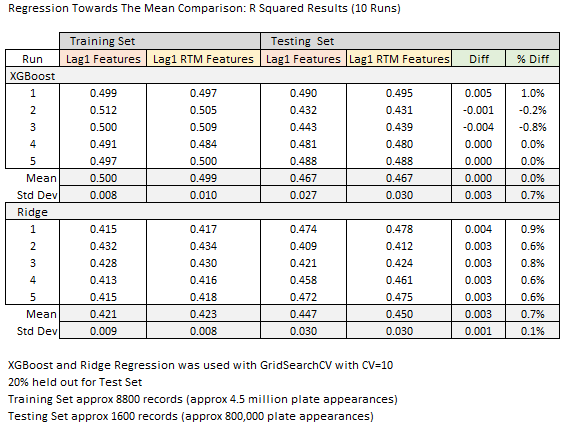 Regression Towards The Mean Comparison: R Squared Results (10 Runs)
Training Set Testing Set
Run Lag1 Features Lag1 RTM Features Lag1 Features Lag1 RTM Features Diff % Diff
XGBoost
1 0.499 0.497 0.490 0.495 0.005 1.0%
2 0.512 0.505 0.432 0.431 -0.001 -0.2%
3 0.500 0.509 0.443 0.439 -0.004 -0.8%
4 0.491 0.484 0.481 0.480 0.000 0.0%
5 0.497 0.500 0.488 0.488 0.000 0.0%
Mean 0.500 0.499 0.467 0.467 0.000 0.0%
Std Dev 0.008 0.010 0.027 0.030 0.003 0.7%
Ridge
1 0.415 0.417 0.474 0.478 0.004 0.9%
2 0.432 0.434 0.409 0.412 0.003 0.6%
3 0.428 0.430 0.421 0.424 0.003 0.8%
4 0.413 0.416 0.458 0.461 0.003 0.6%
5 0.415 0.418 0.472 0.475 0.003 0.6%
Mean 0.421 0.423 0.447 0.450 0.003 0.7%
Std Dev 0.009 0.008 0.030 0.030 0.001 0.1%
XGBoost and Ridge Regression was used with GridSearchCV with CV=10
20% held out for Test Set
Training Set approx 8800 records (approx 4.5 million plate appearances)
Testing Set approx 1600 records (approx 800,000 plate appearances)